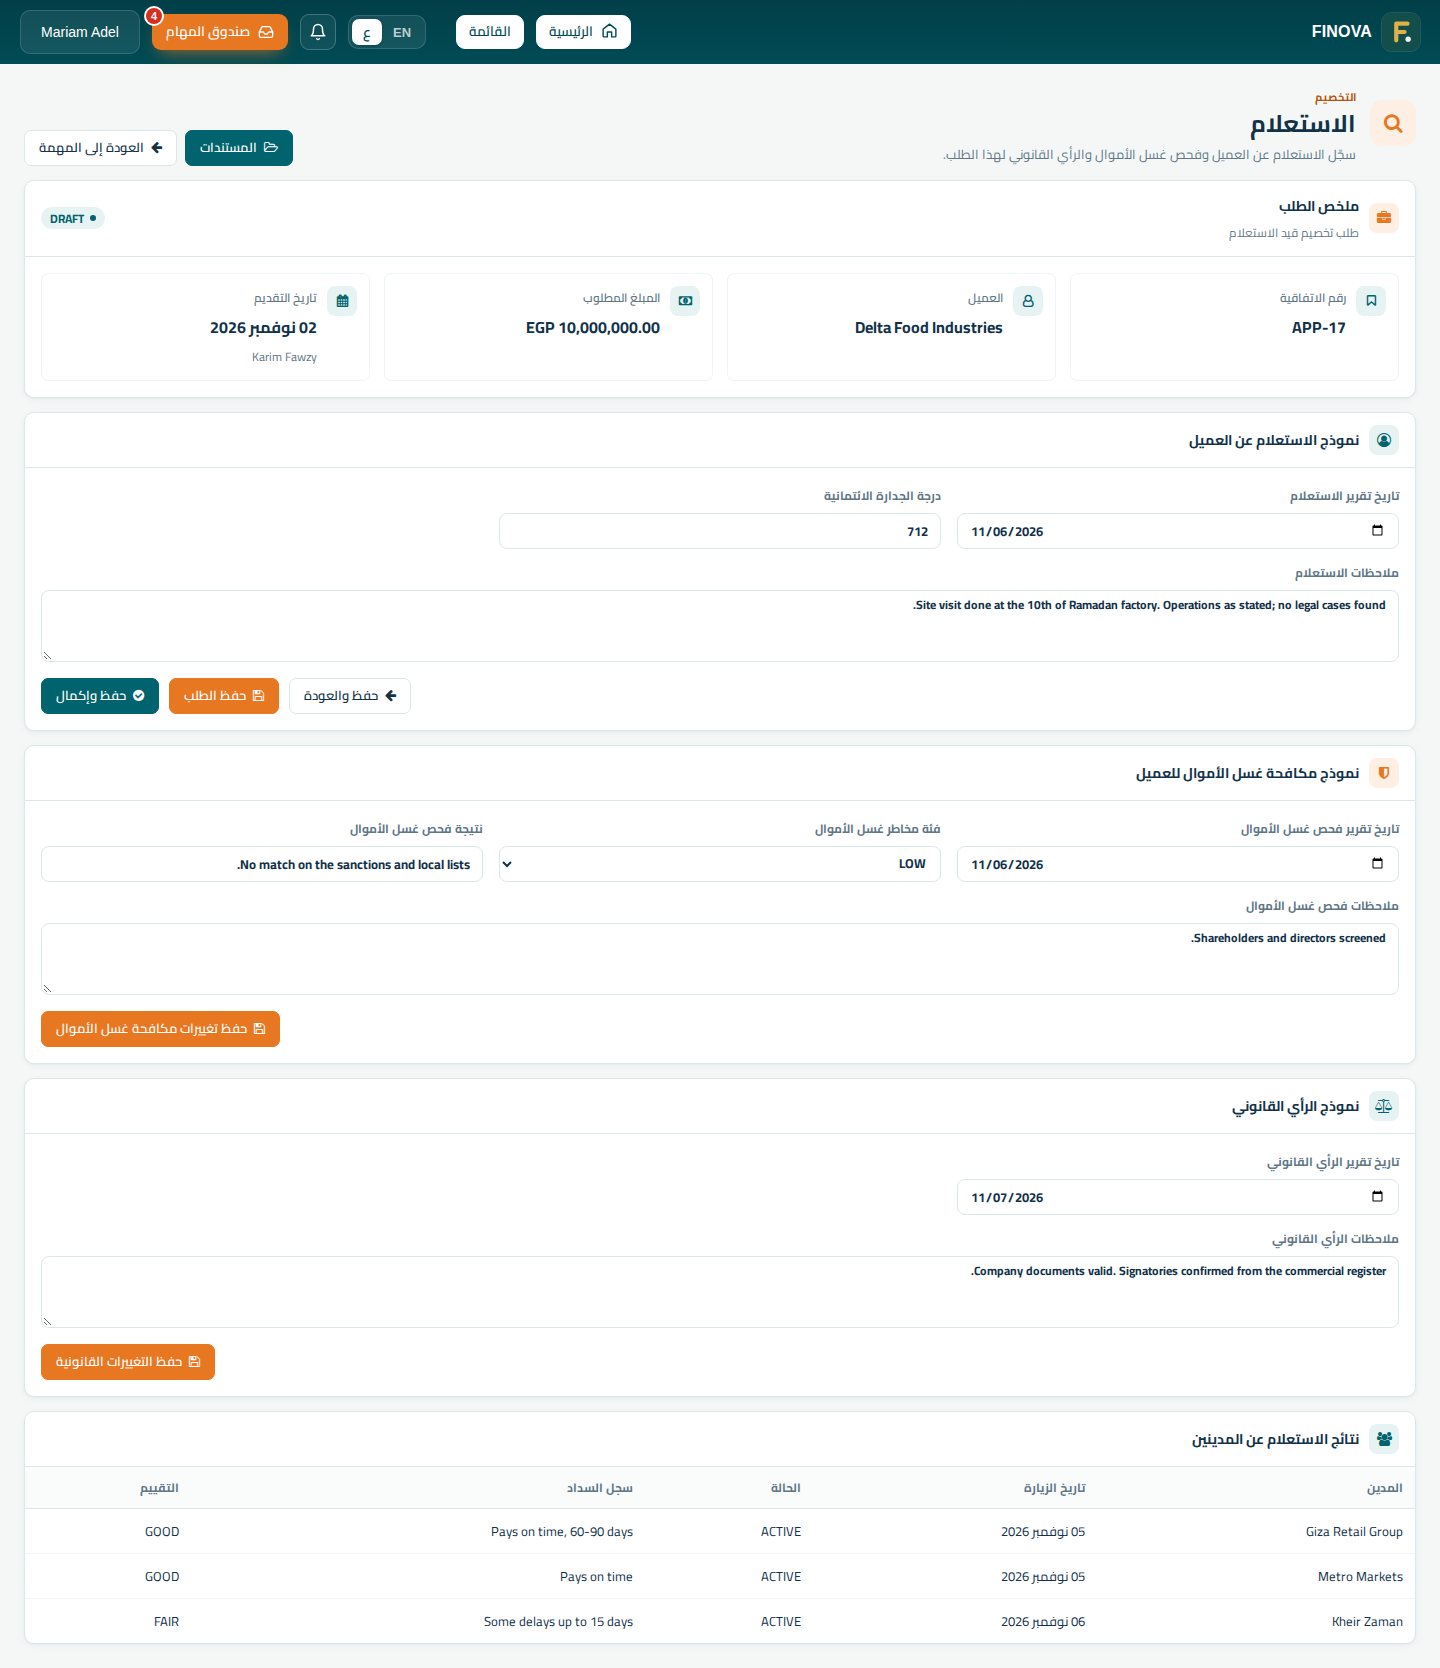 FINOVA
الرئيسية
القائمة
EN
ع
صندوق المهام
4
Mariam Adel
التخصيم
الاستعلام
سجّل الاستعلام عن العميل وفحص غسل الأموال والرأي القانوني لهذا الطلب.
المستندات
العودة إلى المهمة
ملخص الطلب
طلب تخصيم قيد الاستعلام
DRAFT
رقم الاتفاقية
APP-17
العميل
Delta Food Industries
المبلغ المطلوب
EGP 10,000,000.00
تاريخ التقديم
02 نوفمبر 2026
Karim Fawzy
نموذج الاستعلام عن العميل
تاريخ تقرير الاستعلام
درجة الجدارة الائتمانية
11/06/2026
712
ملاحظات الاستعلام
Site visit done at the 10th of Ramadan factory. Operations as stated; no legal cases found.
حفظ والعودة
حفظ الطلب
حفظ وإكمال
نموذج مكافحة غسل الأموال للعميل
تاريخ تقرير فحص غسل الأموال
فئة مخاطر غسل الأموال
نتيجة فحص غسل الأموال
11/06/2026
LOW
No match on the sanctions and local lists.
ملاحظات فحص غسل الأموال
Shareholders and directors screened.
حفظ تغييرات مكافحة غسل الأموال
نموذج الرأي القانوني
تاريخ تقرير الرأي القانوني
11/07/2026
ملاحظات الرأي القانوني
Company documents valid. Signatories confirmed from the commercial register.
حفظ التغييرات القانونية
نتائج الاستعلام عن المدينين
المدين تاريخ الزيارة الحالة سجل السداد التقييم
Giza Retail Group 05 نوفمبر 2026 ACTIVE Pays on time, 60-90 days GOOD
Metro Markets 05 نوفمبر 2026 ACTIVE Pays on time GOOD
Kheir Zaman 06 نوفمبر 2026 ACTIVE Some delays up to 15 days FAIR